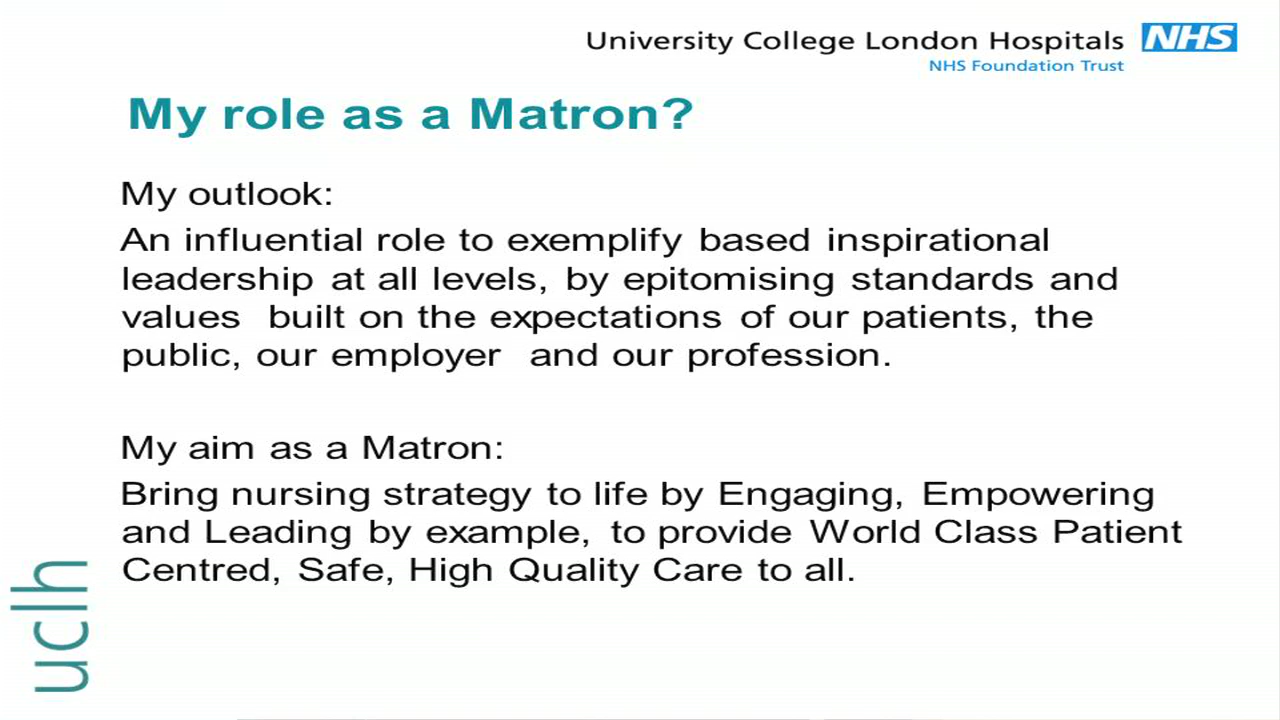 University College London Hospitals NHS
NHS Foundation Trust
My role as a Matron?
My outlook:
An influential role to exemplify based inspirational
leadership at all levels, by epitomising standards and
values  built on the expectations of our patients, the
public, our employer  and our profession.
My aim as a Matron:
Bring nursing strategy to life by Engaging, Empowering
and Leading by example, to provide World Class Patient
Centred, Safe, High Quality Care to all.
uclh